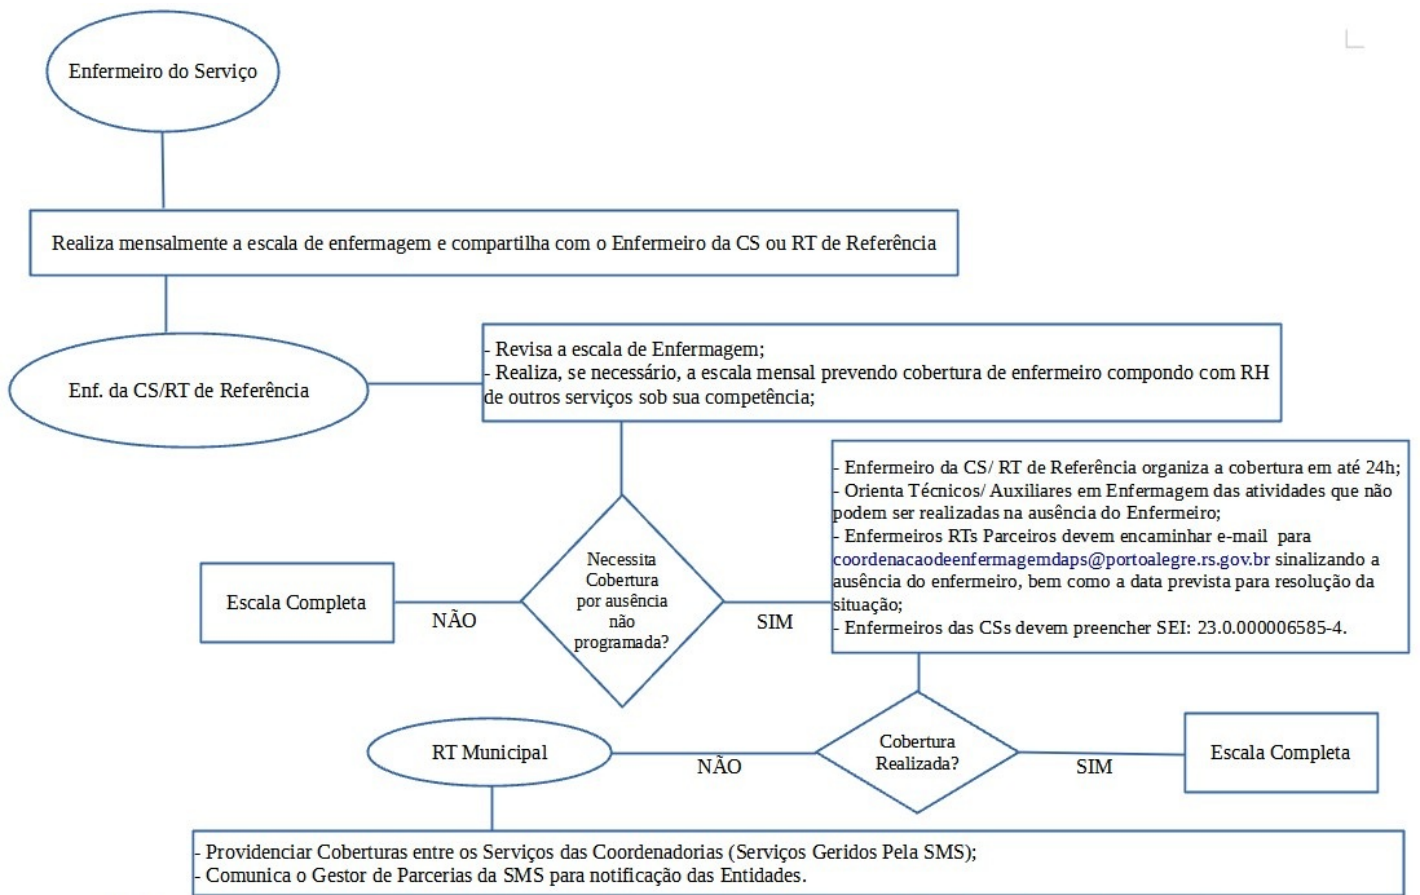 Enfermeiro do Serviço
Realiza mensalmente a escala de enfermagem e compartilha com o Enfermeiro da CS ou RT de Referência
Enf. da CS/RT de Referência
- Revisa a escala de Enfermagem;
- Realiza, se necessário, a escala mensal prevendo cobertura de enfermeiro compondo com RH
de outros serviços sob sua competência;
Necessita
Cobertura
por ausência
não
programada?
NÃO
Escala Completa
SIM
- Enfermeiro da CS/ RT de Referência organiza a cobertura em até 24h;
- Orienta Técnicos/ Auxiliares em Enfermagem das atividades que não
podem ser realizadas na ausência do Enfermeiro;
- Enfermeiros RTs Parceiros devem encaminhar e-mail para
coordenacaodeenfermagemdaps@portoalegre.rs.gov.br sinalizando a
ausência do enfermeiro, bem como a data prevista para resolução da
situação;
- Enfermeiros das CSs devem preencher SEI: 23.0.000006585-4.
Cobertura
Realizada?
SIM
Escala Completa
NÃO
RT Municipal
- Providenciar Coberturas entre os Serviços das Coordenadorias (Serviços Geridos Pela SMS);
- Comunica o Gestor de Parcerias da SMS para notificação das Entidades.